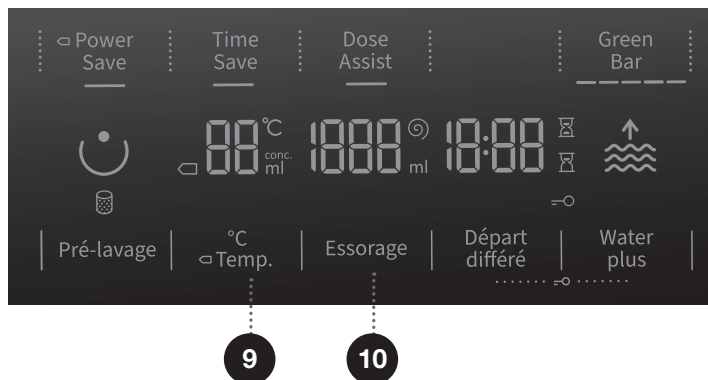 Power
Save
Time
Save
Dose
Assist
Green
Bar
88 °C
conc.
ml
1888
ml
18:88
Pré-lavage
°C
Temp.
Essorage
Départ
différé
Water
plus
9
10